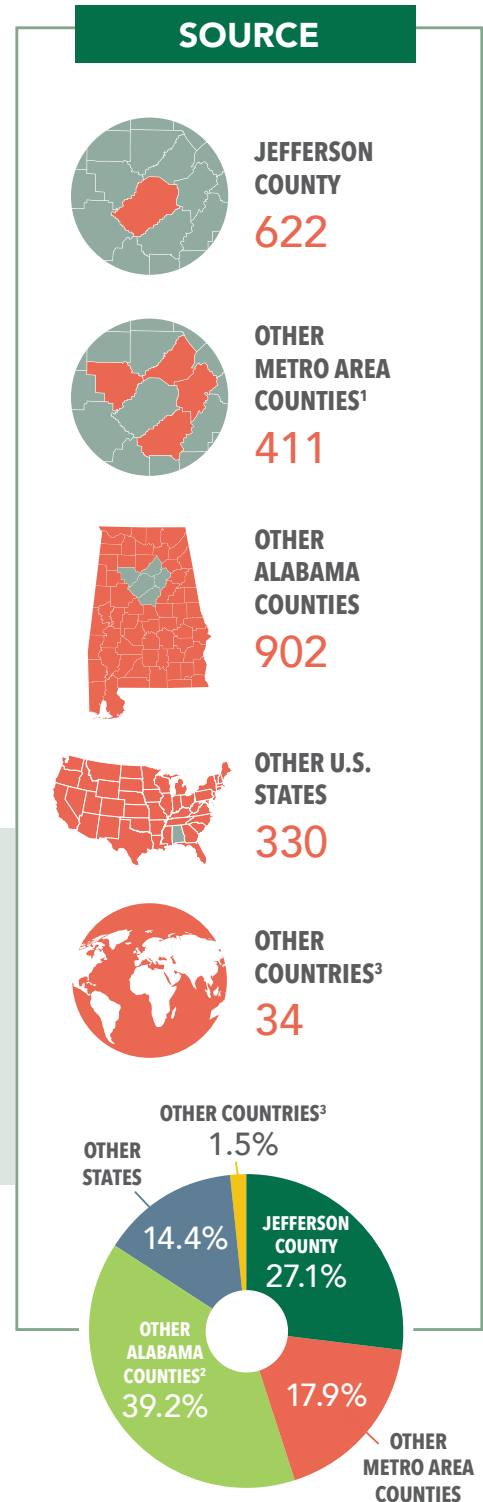 SOURCE
JEFFERSON
COUNTY
622
OTHER
METRO AREA
COUNTIES¹
411
OTHER
ALABAMA
COUNTIES
902
OTHER U.S.
STATES
330
OTHER
COUNTRIES³
34
OTHER COUNTRIES³
1.5%
OTHER
STATES
14.4%
JEFFERSON
COUNTY
27.1%
OTHER
ALABAMA
COUNTIES²
39.2%
17.9%
OTHER
METRO AREA
COUNTIES